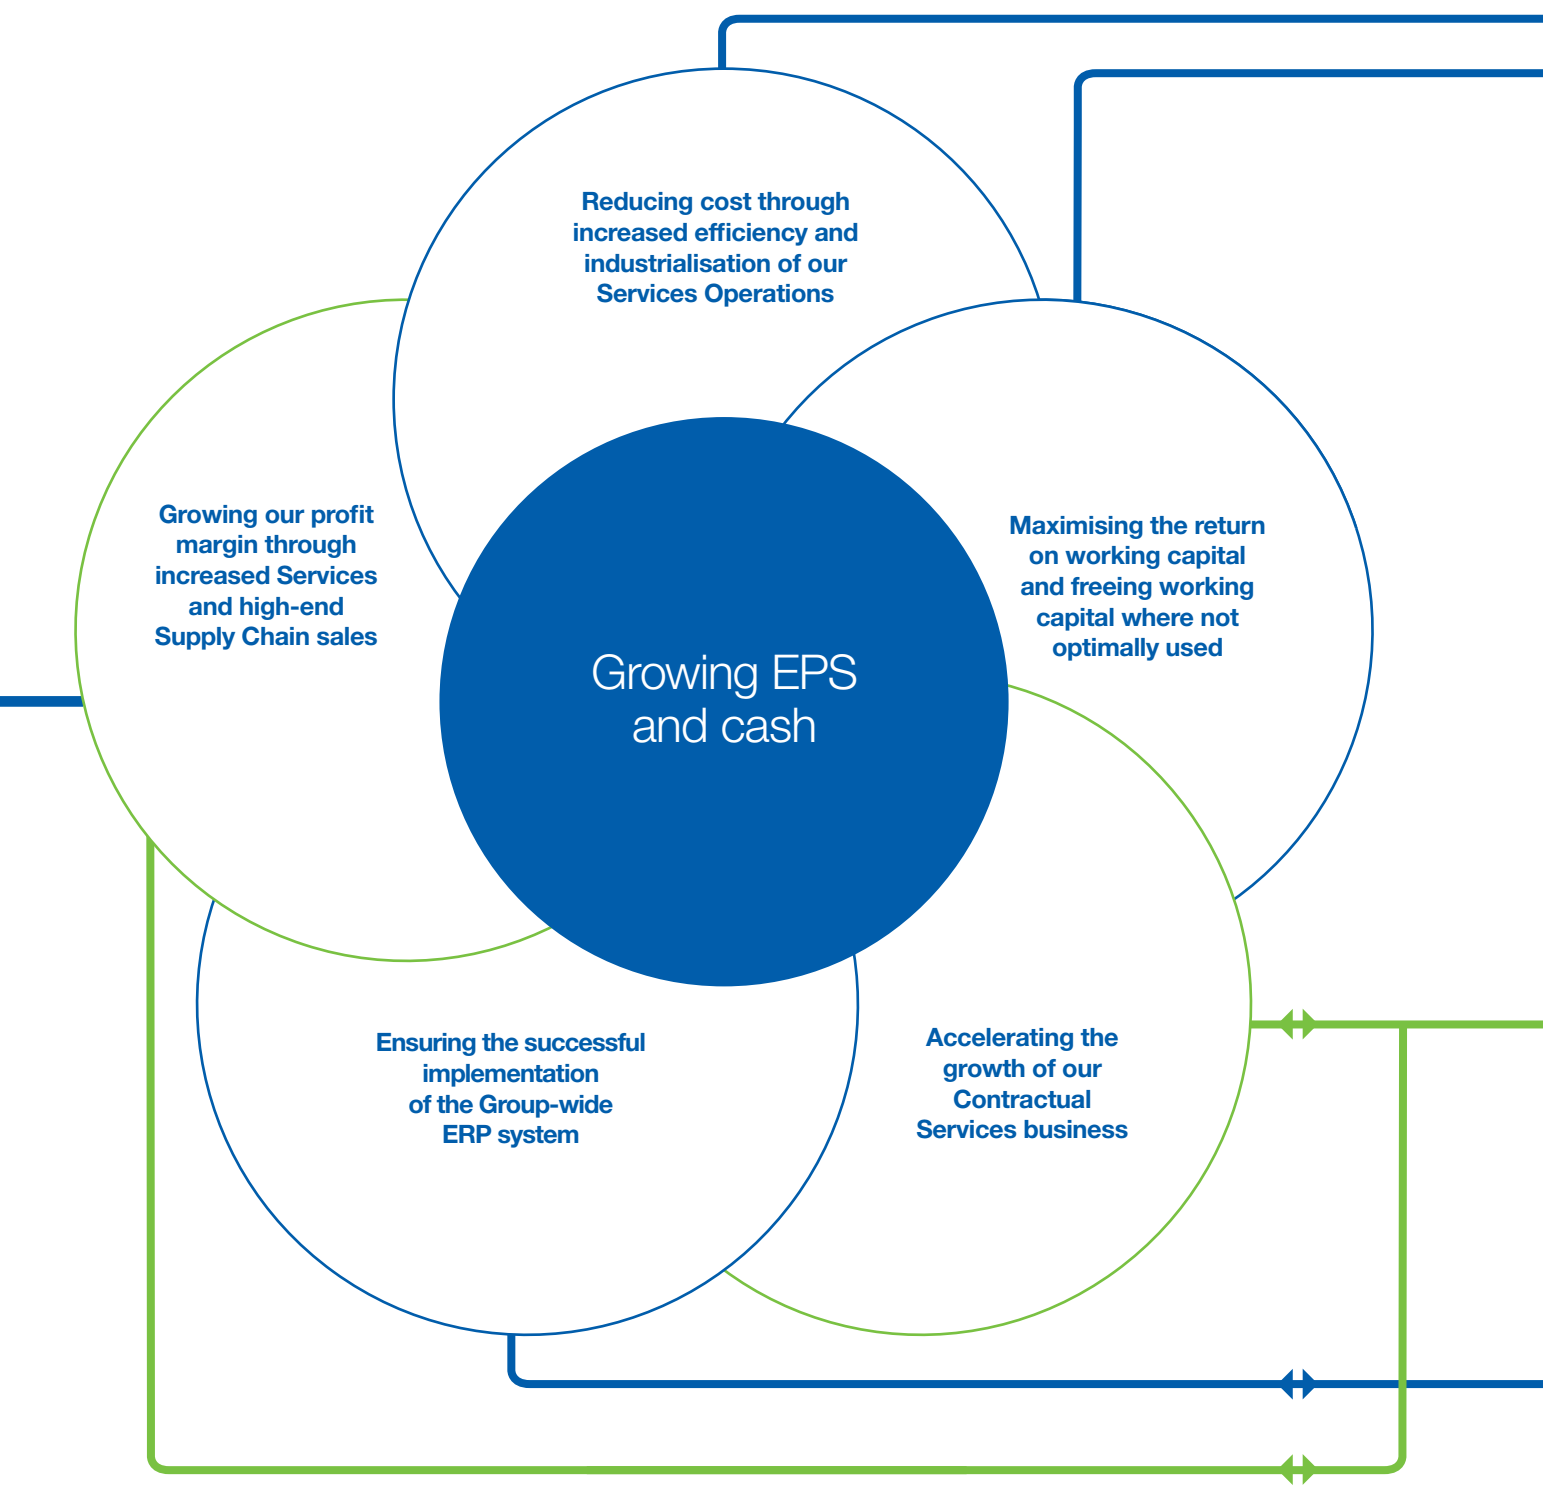 Reducing cost through
increased efficiency and
industrialisation of our
Services Operations
Growing our profit
margin through
increased Services
and high-end
Supply Chain sales
Maximising the return
on working capital
and freeing working
capital where not
optimally used
Growing EPS
and cash
Ensuring the successful
implementation
of the Group-wide
ERP system
Accelerating the
growth of our
Contractual
Services business